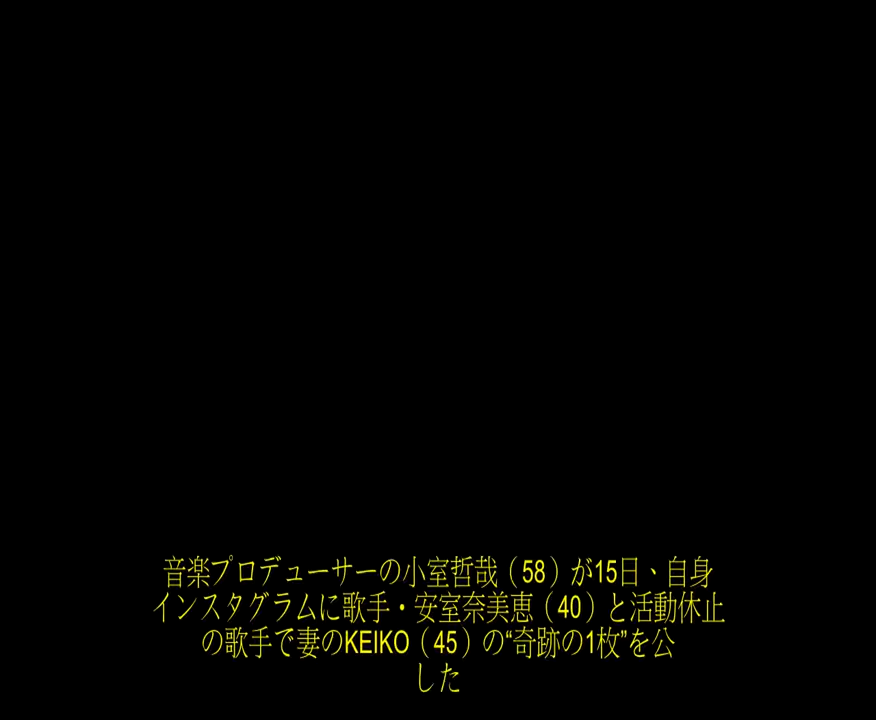 音楽プロデューサーの小室哲哉（58）が15日、自身
インスタグラムに歌手・安室奈美恵（40）と活動休止
の歌手で妻のKEIKO（45）の“奇跡の1枚”を公
した